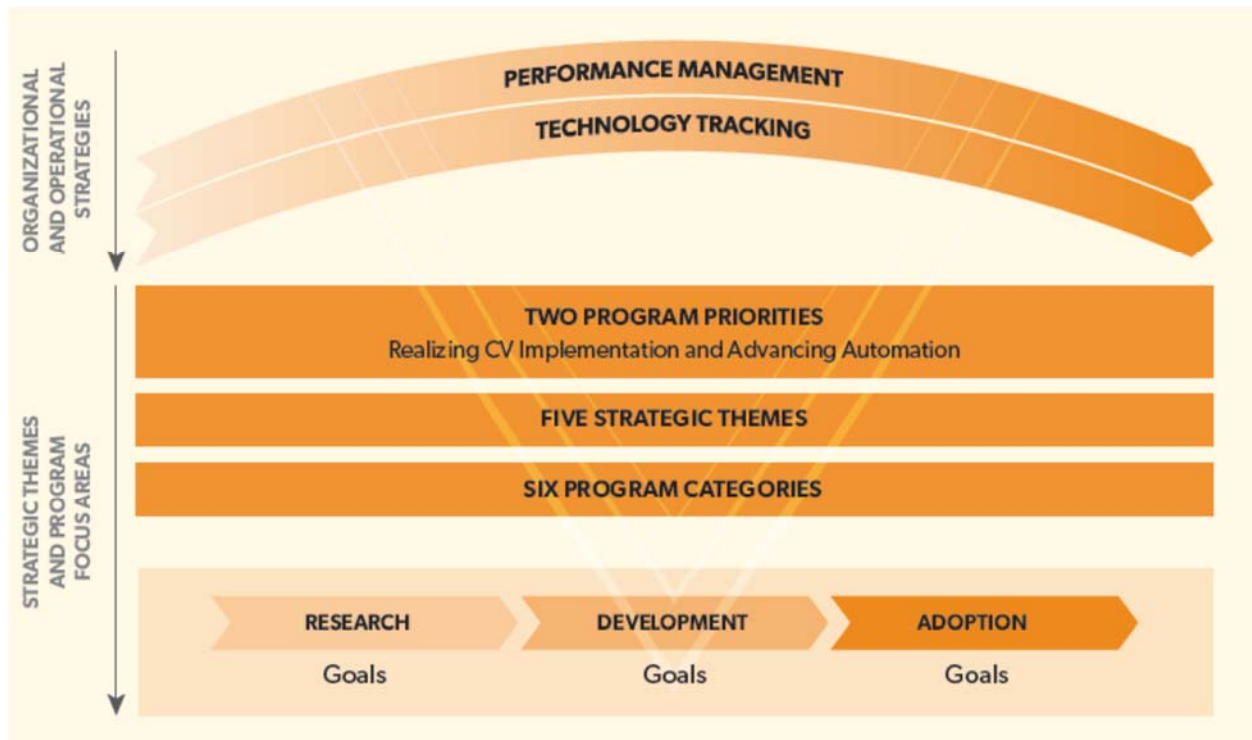 ORGANIZATIONAL
AND OPERATIONAL
STRATEGIES
PERFORMANCE MANAGEMENT
TECHNOLOGY TRACKING
STRATEGIC THEMES
AND PROGRAM
FOCUS AREAS
TWO PROGRAM PRIORITIES
Realizing CV Implementation and Advancing Automation
FIVE STRATEGIC THEMES
SIX PROGRAM CATEGORIES
RESEARCH
DEVELOPMENT
ADOPTION
Goals
Goals
Goals